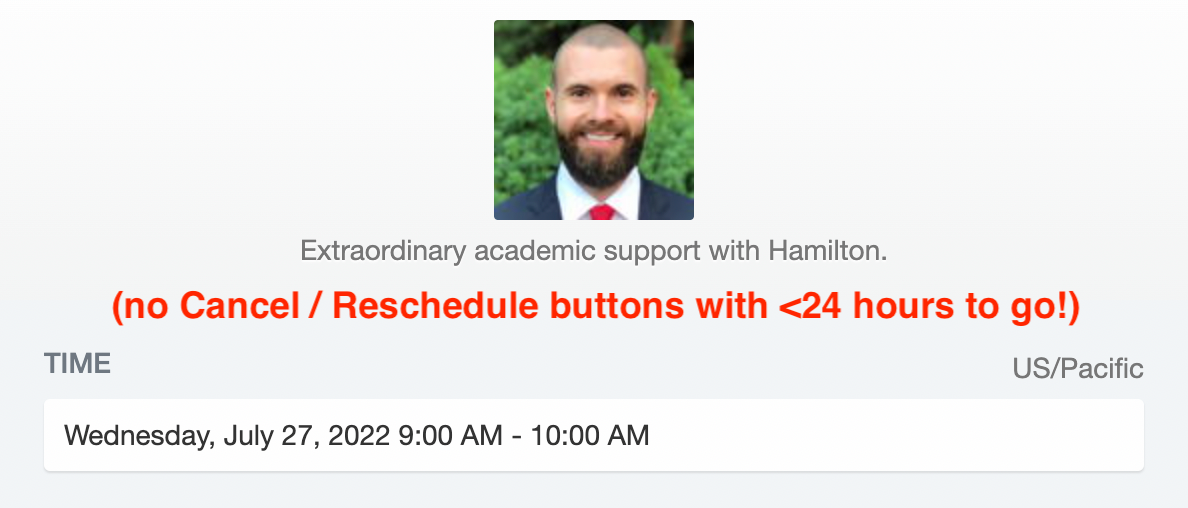 Extraordinary academic support with Hamilton.
(no Cancel / Reschedule buttons with <24 hours to go!)
TIME
US/Pacific
Wednesday, July 27, 2022 9:00 AM - 10:00 AM